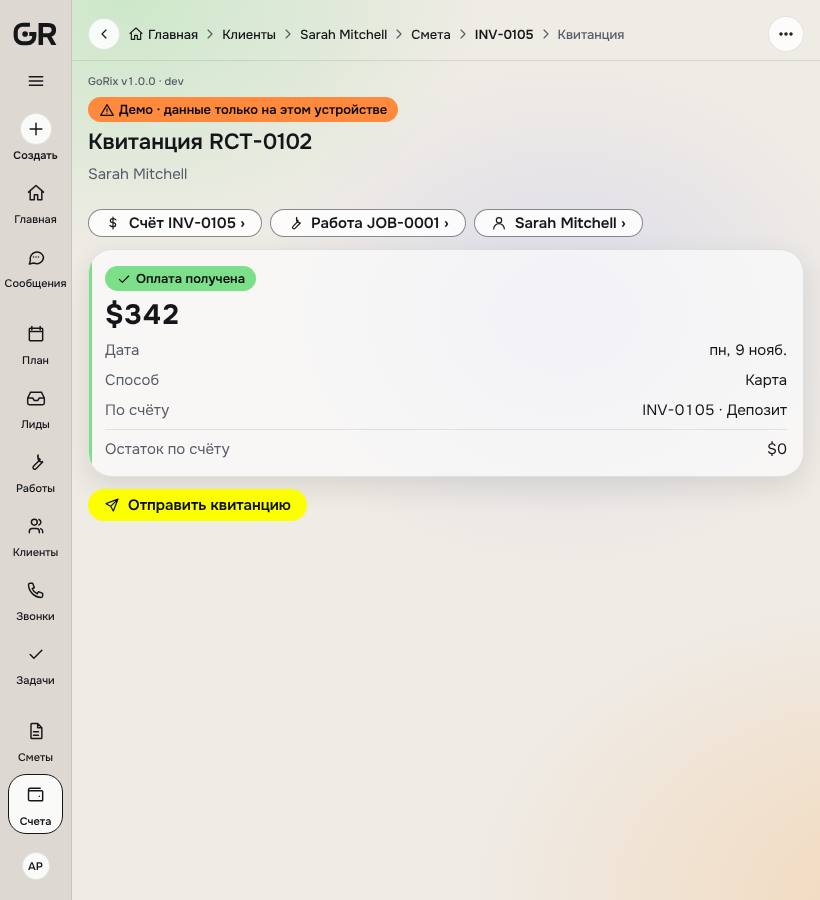 GR
Создать
Главная
Сообщения
План
Лиды
Работы
Клиенты
Звонки
Задачи
Сметы
Счета
AP
Главная > Клиенты > Sarah Mitchell > Смета > INV-0105 > Квитанция
GoRix v1.0.0 · dev
Демо · данные только на этом устройстве
Квитанция RCT-0102
Sarah Mitchell
$ Счёт INV-0105 › Работа JOB-0001 › Sarah Mitchell ›
Оплата получена
$342
Дата пн, 9 нояб.
Способ Карта
По счёту INV-0105 · Депозит
Остаток по счёту $0
Отправить квитанцию